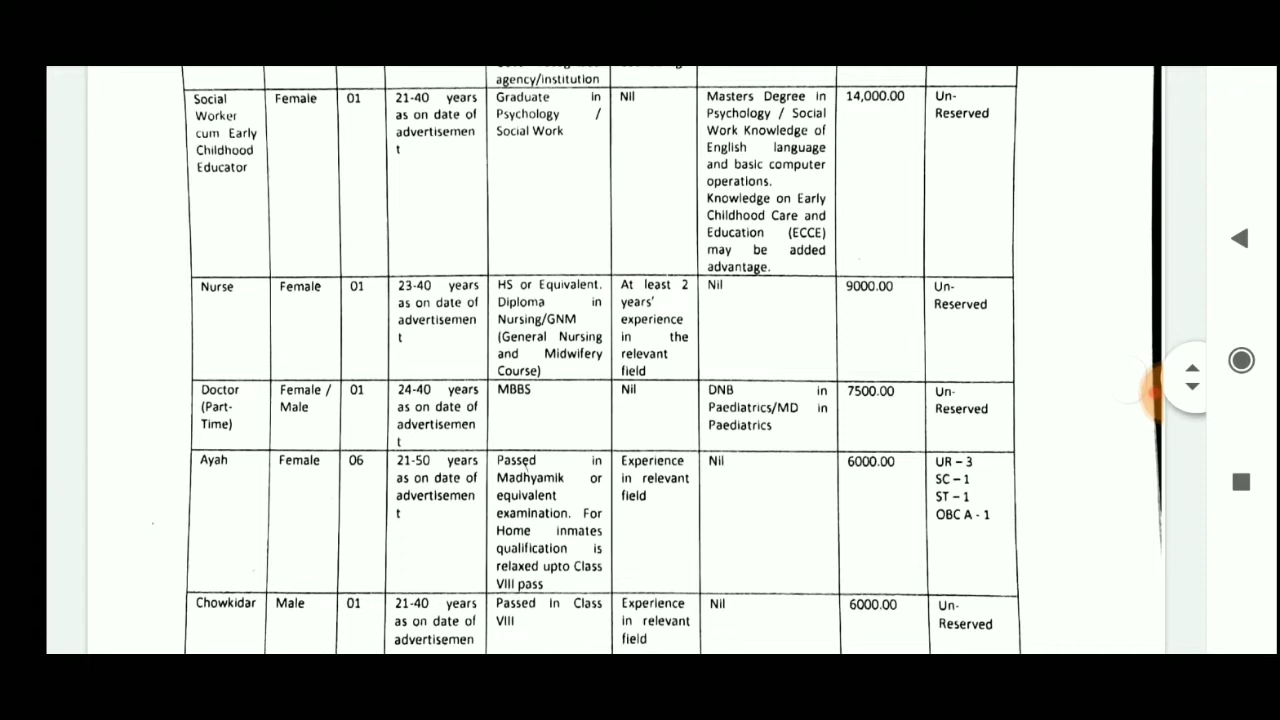 agency/institution
Social Worker cum Early Childhood Educator | Female | 01 | 21-40 years as on date of advertisemen t | Graduate in Psychology / Social Work | Nil | Masters Degree in Psychology / Social Work Knowledge of English language and basic computer operations. Knowledge on Early Childhood Care and Education (ECCE) may be added advantage. | 14,000.00 | Un-Reserved
Nurse | Female | 01 | 23-40 years as on date of advertisemen t | HS or Equivalent. Diploma in Nursing/GNM (General Nursing and Midwifery Course) | At least 2 years' experience in the relevant field | Nil | 9000.00 | Un-Reserved
Doctor (Part-Time) | Female / Male | 01 | 24-40 years as on date of advertisemen t | MBBS | Nil | DNB in Paediatrics/MD in Paediatrics | 7500.00 | Un-Reserved
Ayah | Female | 06 | 21-50 years as on date of advertisemen t | Passed in Madhyamik or equivalent examination. For Home inmates qualification is relaxed upto Class VIII pass | Experience in relevant field | Nil | 6000.00 | UR – 3 SC – 1 ST – 1 OBC A - 1
Chowkidar | Male | 01 | 21-40 years as on date of advertisemen | Passed in Class VIII | Experience in relevant field | Nil | 6000.00 | Un-Reserved